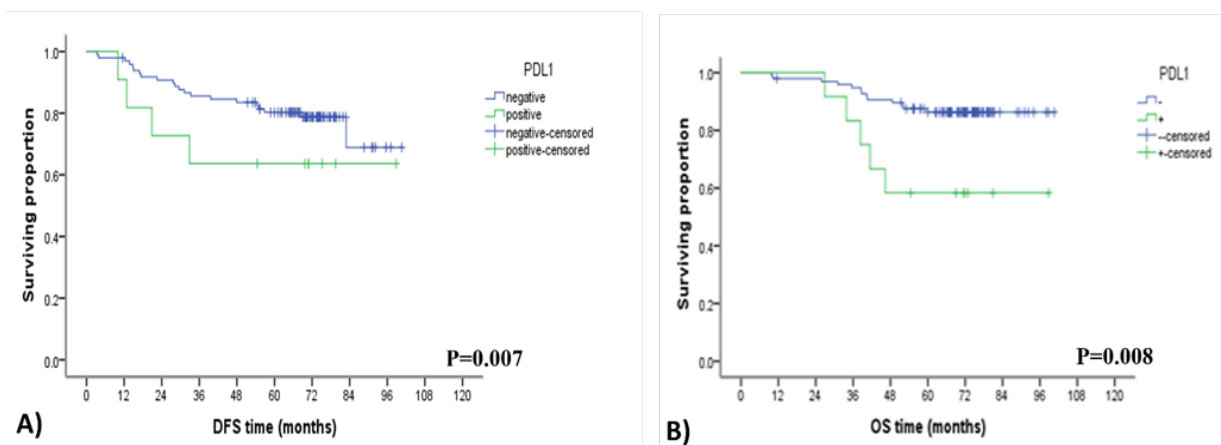 1.0
0.8
0.6
0.4
0.2
0.0
Surviving proportion
0 12 24 36 48 60 72 84 96 108 120
DFS time (months)
PDL1
negative
positive
negative-censored
positive-censored
P=0.007
A)
1.0
0.8
0.6
0.4
0.2
0.0
Surviving proportion
0 12 24 36 48 60 72 84 96 108 120
OS time (months)
PDL1
-
+
--censored
+-censored
P=0.008
B)